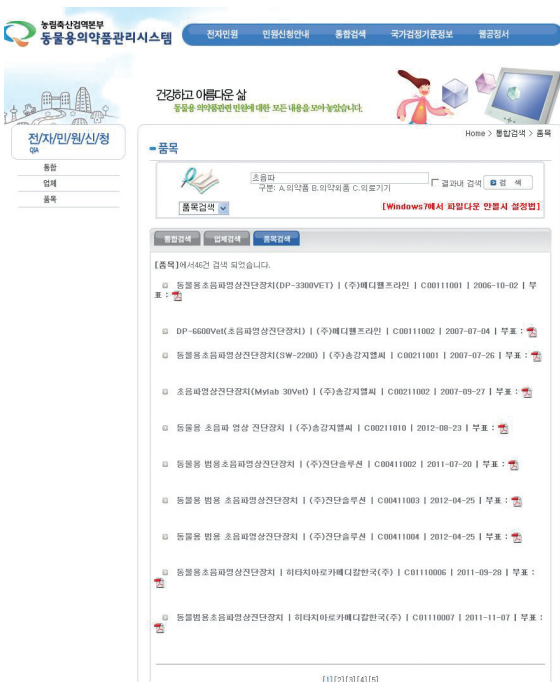 농림축산검역본부
동물용의약품관리시스템
전자민원 민원신청안내 통합검색 국가검정기준정보 웹공정서
건강하고 아름다운 삶
동물용 의약품관련 민원에 대한 모든 내용을 모아 놓았습니다.
전/자/민/원/신/청
QIA
통합
업체
품목
Home > 통합검색 > 품목
품목
초음파
구분: A.의약품 B.의약외품 C.의료기기
결과내 검색
검 색
품목검색
[Windows7에서 파일다운 안될시 설정법]
통합검색 업체검색 품목검색
[품목]에서46건 검색 되었습니다.
동물용초음파영상진단장치(DP-3300VET) | (주)메디웰프라인 | C00111001 | 2006-10-02 | 부
표 :
DP-6600Vet(초음파영상진단장치) | (주)메디웰프라인 | C00111002 | 2007-07-04 | 부표 :
동물용초음파영상진단장치(SW-2200) | (주)송강지엘씨 | C00211001 | 2007-07-26 | 부표 :
초음파영상진단장치(Mylab 30Vet) | (주)송강지엘씨 | C00211002 | 2007-09-27 | 부표 :
동물용 초음파 영상 진단장치 | (주)송강지엘씨 | C00211010 | 2012-08-23 | 부표 :
동물용 범용초음파영상진단장치 | (주)진단솔루션 | C00411002 | 2011-07-20 | 부표 :
동물용 범용 초음파영상진단장치 | (주)진단솔루션 | C00411003 | 2012-04-25 | 부표 :
동물용 범용 초음파영상진단장치 | (주)진단솔루션 | C00411004 | 2012-04-25 | 부표 :
동물용초음파영상진단장치 | 히타치아로카메디칼한국(주) | C01110006 | 2011-09-28 | 부표 :
동물범용초음파영상진단장치 | 히타치아로카메디칼한국(주) | C01110007 | 2011-11-07 | 부표 :
[1][2][3][4][5]